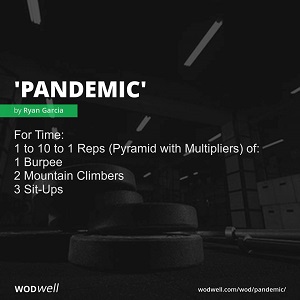 'PANDEMIC'
by Ryan Garcia
For Time:
1 to 10 to 1 Reps (Pyramid with Multipliers) of:
1 Burpee
2 Mountain Climbers
3 Sit-Ups
WODwell
wodwell.com/wod/pandemic/